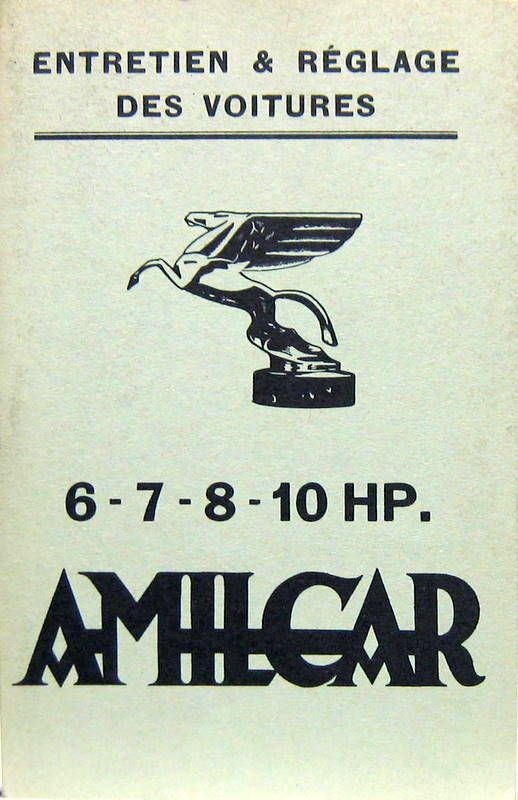 ENTRETIEN & RÉGLAGE
DES VOITURES
6-7-8-10 HP.
AMILCAR